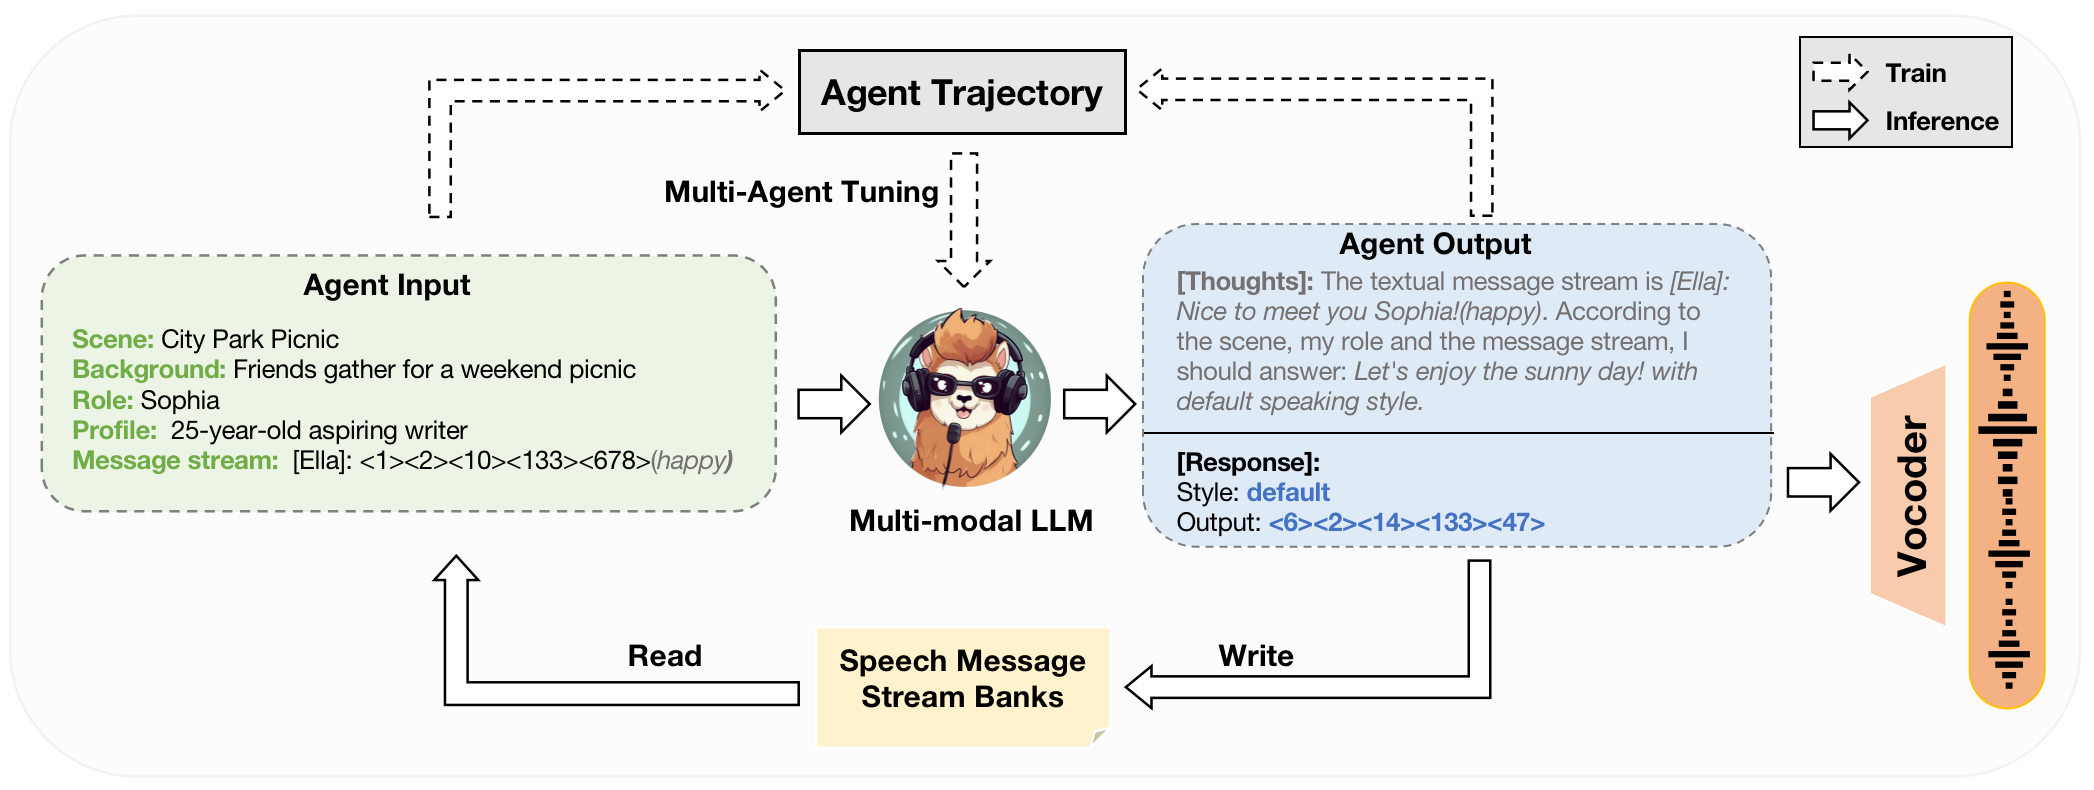 Agent Trajectory
Train
Inference
Multi-Agent Tuning
Agent Input
Scene: City Park Picnic
Background: Friends gather for a weekend picnic
Role: Sophia
Profile: 25-year-old aspiring writer
Message stream: [Ella]: <1><2><10><133><678>(happy)
Multi-modal LLM
Agent Output
[Thoughts]: The textual message stream is [Ella]:
Nice to meet you Sophia!(happy). According to
the scene, my role and the message stream, I
should answer: Let's enjoy the sunny day! with
default speaking style.
[Response]:
Style: default
Output: <6><2><14><133><47>
Vocoder
Read
Speech Message
Stream Banks
Write